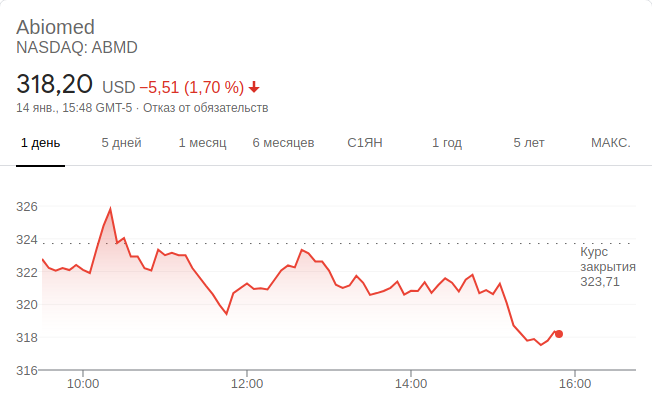 Abiomed
NASDAQ: ABMD
318,20 USD −5,51 (1,70 %)
14 янв., 15:48 GMT-5 · Отказ от обязательств
1 день 5 дней 1 месяц 6 месяцев С1ЯН 1 год 5 лет МАКС.
326
324
322
320
318
316
Курс
закрытия
323,71
10:00 12:00 14:00 16:00